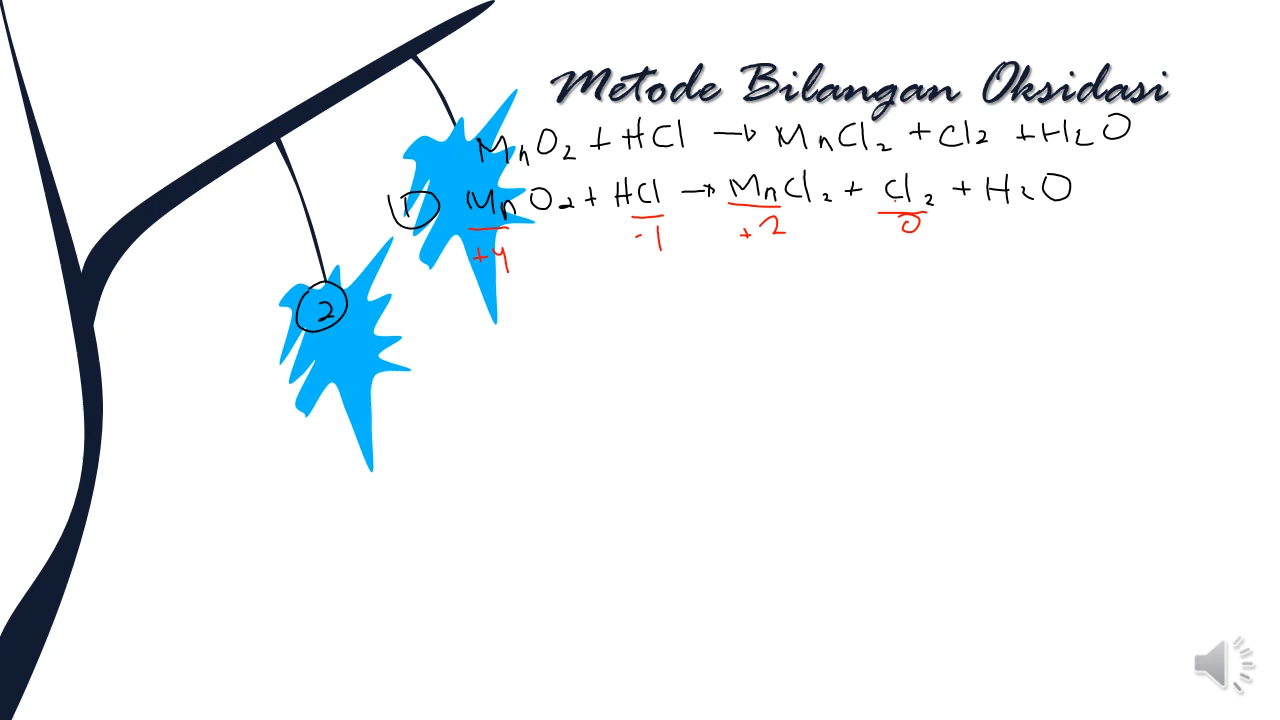 Metode Bilangan Oksidasi
MnO2 + HCl → MnCl2 + Cl2 + H2O
① MnO2 + HCl → MnCl2 + Cl2 + H2O
+4 -1 +2 0
②